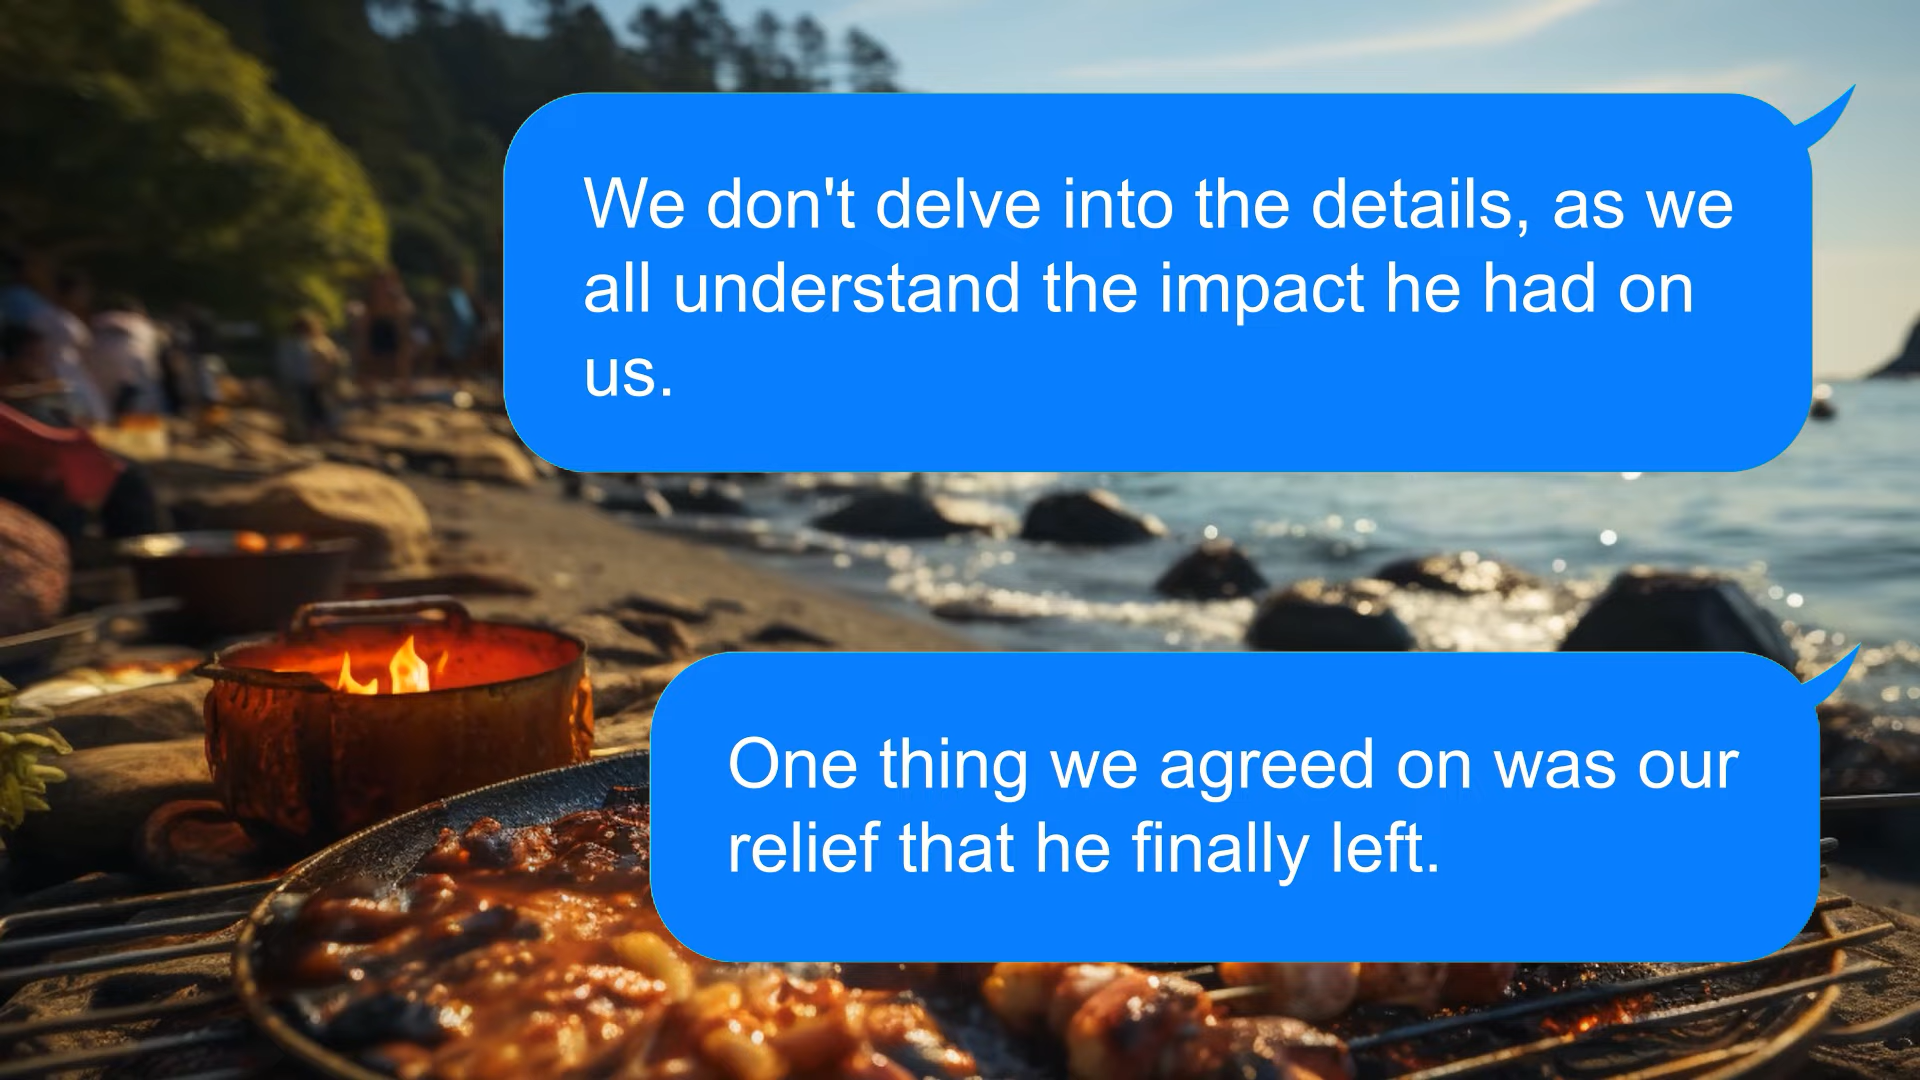 We don't delve into the details, as we
all understand the impact he had on
us.
One thing we agreed on was our
relief that he finally left.